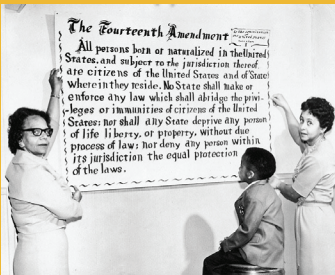 The Fourteenth Amendment
All persons born or naturalized in the United
States, and subject to the jurisdiction thereof,
are citizens of the United States and of State
Wherein they reside. No State shall make or
enforce any law which shall abridge the privi-
leges or immunities of citizens of the United
States; nor shall any State deprive any person
of life liberty, or property, without due
process of law; nor deny any person within
its jurisdiction the equal protection
of the laws.